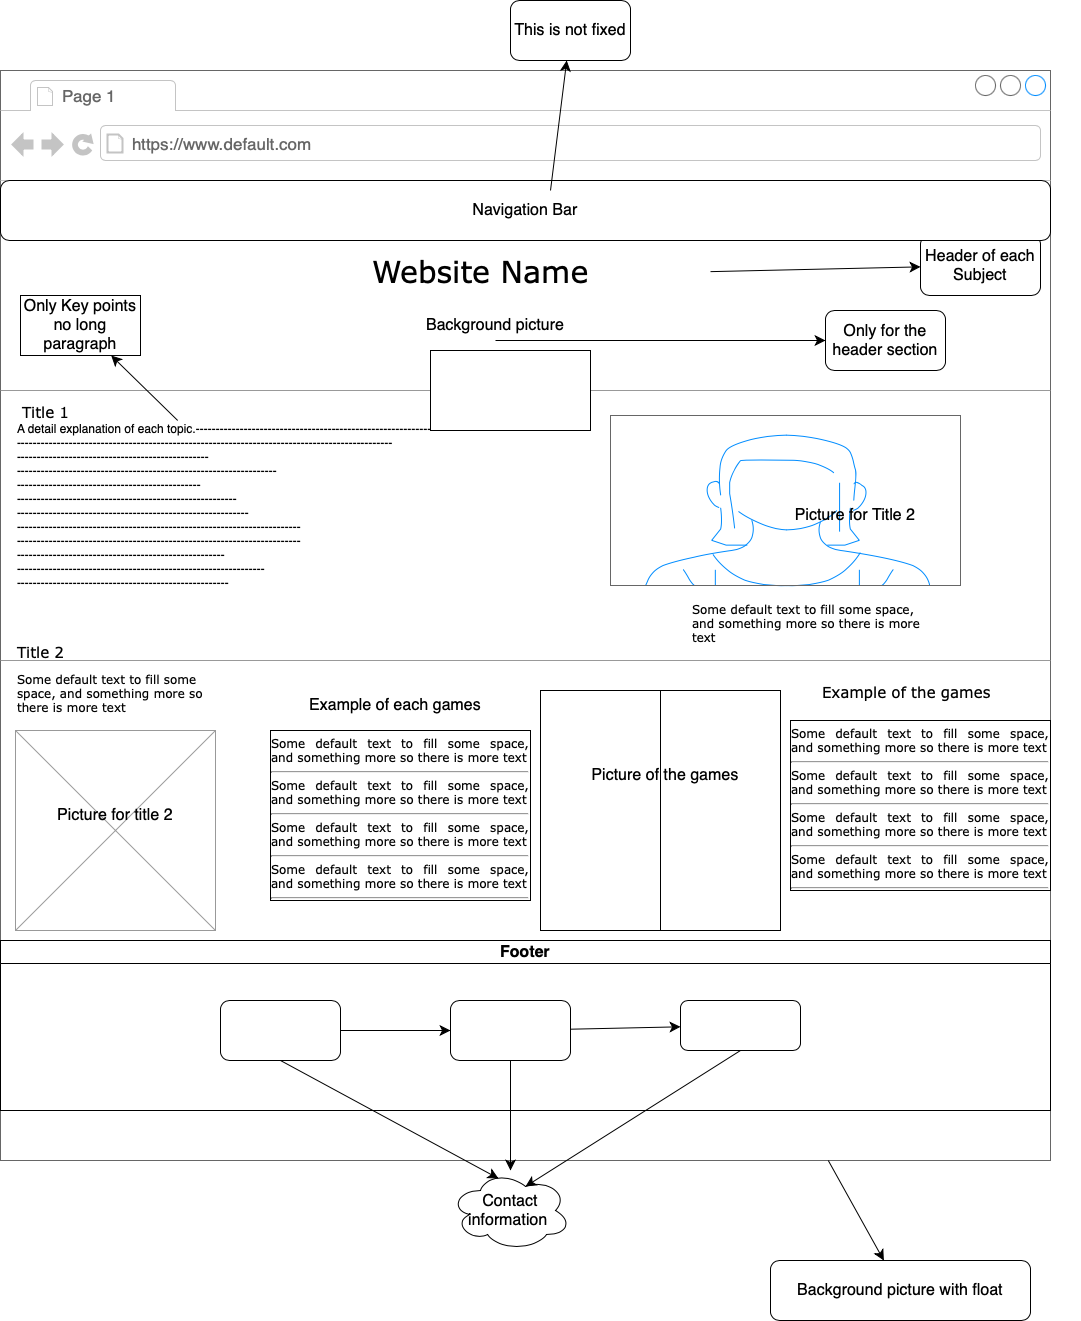 This is not fixed
Page 1
https://www.default.com
Navigation Bar
Website Name
Header of each
Subject
Only Key points
no long
paragraph
Background picture
Only for the
header section
Title 1
A detail explanation of each topic.-----------------------------------------------------------
----------------------------------------------------------------------------------------------
------------------------------------------------
-----------------------------------------------------------------
----------------------------------------------
-------------------------------------------------------
----------------------------------------------------------
-----------------------------------------------------------------------
-----------------------------------------------------------------------
----------------------------------------------------
--------------------------------------------------------------
-----------------------------------------------------
Picture for Title 2
Some default text to fill some space,
and something more so there is more
text
Title 2
Some default text to fill some
space, and something more so
there is more text
Picture for title 2
Example of each games
Some default text to fill some space,
and something more so there is more text
Some default text to fill some space,
and something more so there is more text
Some default text to fill some space,
and something more so there is more text
Some default text to fill some space,
and something more so there is more text
Picture of the games
Example of the games
Some default text to fill some space,
and something more so there is more text
Some default text to fill some space,
and something more so there is more text
Some default text to fill some space,
and something more so there is more text
Some default text to fill some space,
and something more so there is more text
Footer
Contact
information
Background picture with float